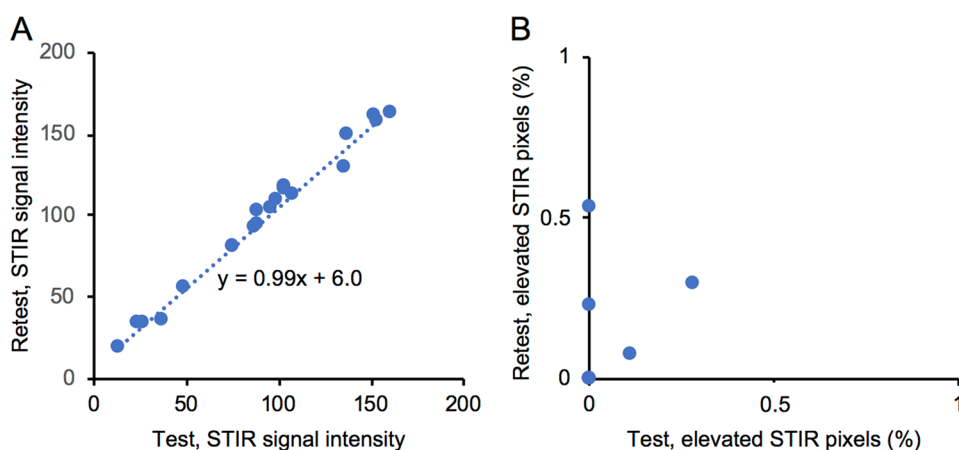 A
200
150
100
50
0
0 50 100 150 200
Retest, STIR signal intensity
Test, STIR signal intensity
y = 0.99x + 6.0
B
1
0.5
0
0 0.5 1
Retest, elevated STIR pixels (%)
Test, elevated STIR pixels (%)